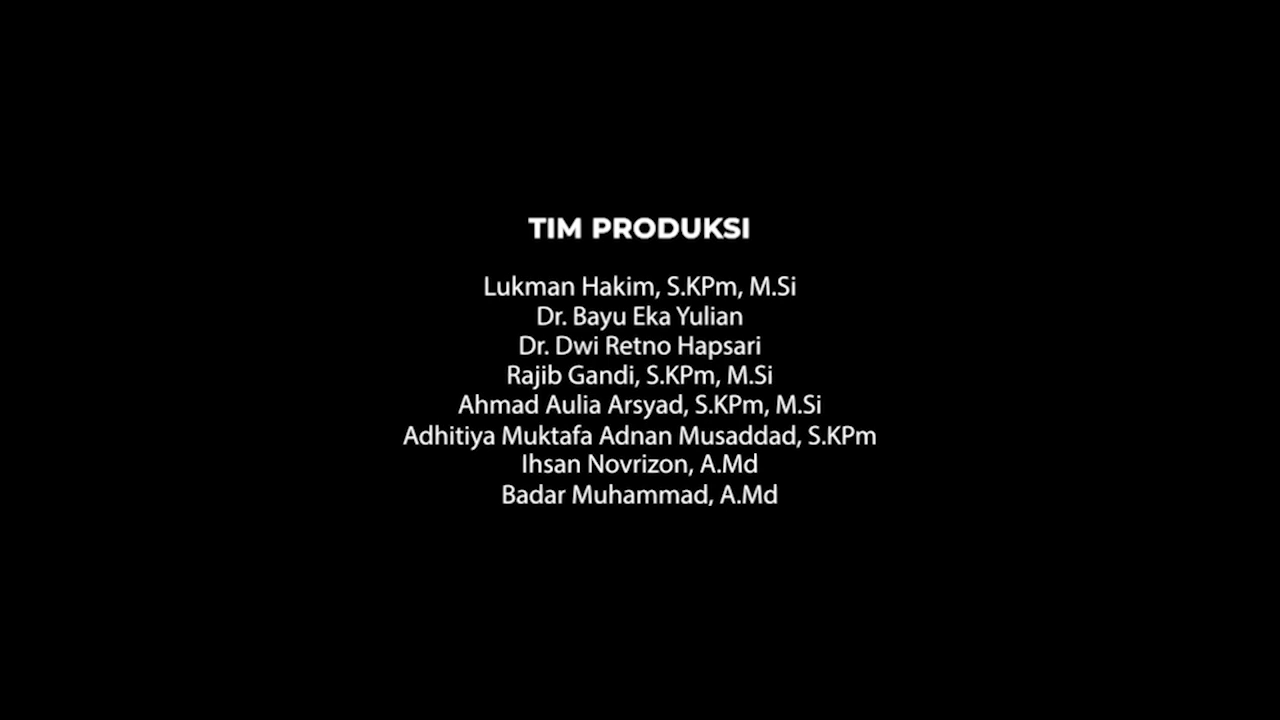 TIM PRODUKSI
Lukman Hakim, S.KPm, M.Si
Dr. Bayu Eka Yulian
Dr. Dwi Retno Hapsari
Rajib Gandi, S.KPm, M.Si
Ahmad Aulia Arsyad, S.KPm, M.Si
Adhitiya Muktafa Adnan Musaddad, S.KPm
Ihsan Novrizon, A.Md
Badar Muhammad, A.Md